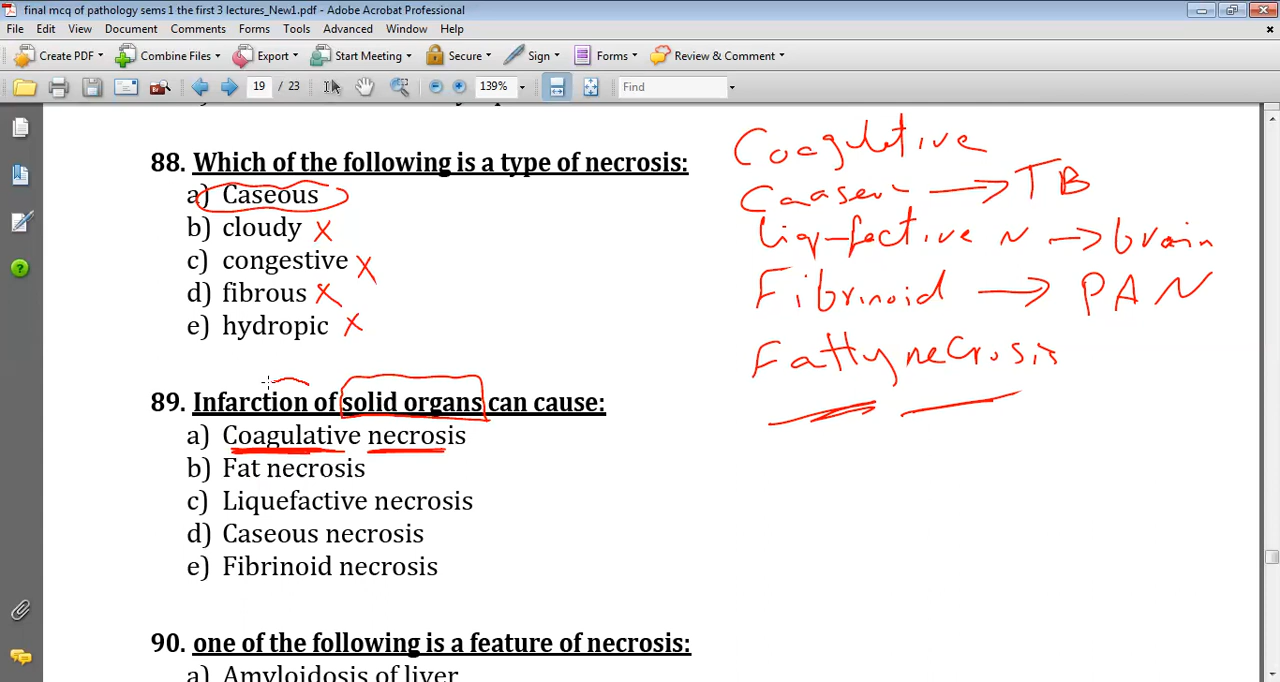 final mcq of pathology sems 1 the first 3 lectures_New1.pdf - Adobe Acrobat Professional
File Edit View Document Comments Forms Tools Advanced Window Help
Create PDF Combine Files Export Start Meeting Secure Sign Forms Review & Comment
19 / 23 139% Find
88. Which of the following is a type of necrosis:
a) Caseous
b) cloudy X
c) congestive X
d) fibrous X
e) hydropic X
Coagulative
→ TB
Liq-fective N → brain
Fibrinoid → PAN
Fatty necrosis
89. Infarction of solid organs can cause:
a) Coagulative necrosis
b) Fat necrosis
c) Liquefactive necrosis
d) Caseous necrosis
e) Fibrinoid necrosis
90. one of the following is a feature of necrosis:
a) Amyloidosis of liver